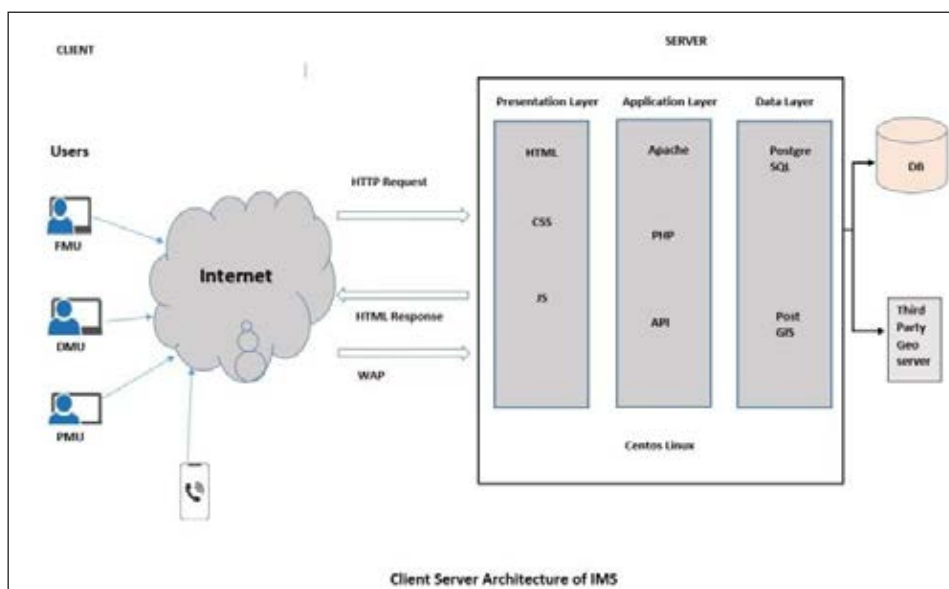 CLIENT
SERVER
Users
FMU
DMU
PMU
Internet
HTTP Request
HTML Response
WAP
Presentation Layer
HTML
CSS
JS
Application Layer
Apache
PHP
API
Data Layer
Postgre
SQL
Post
GIS
Centos Linux
DB
Third
Party
Geo
server
Client Server Architecture of IMS